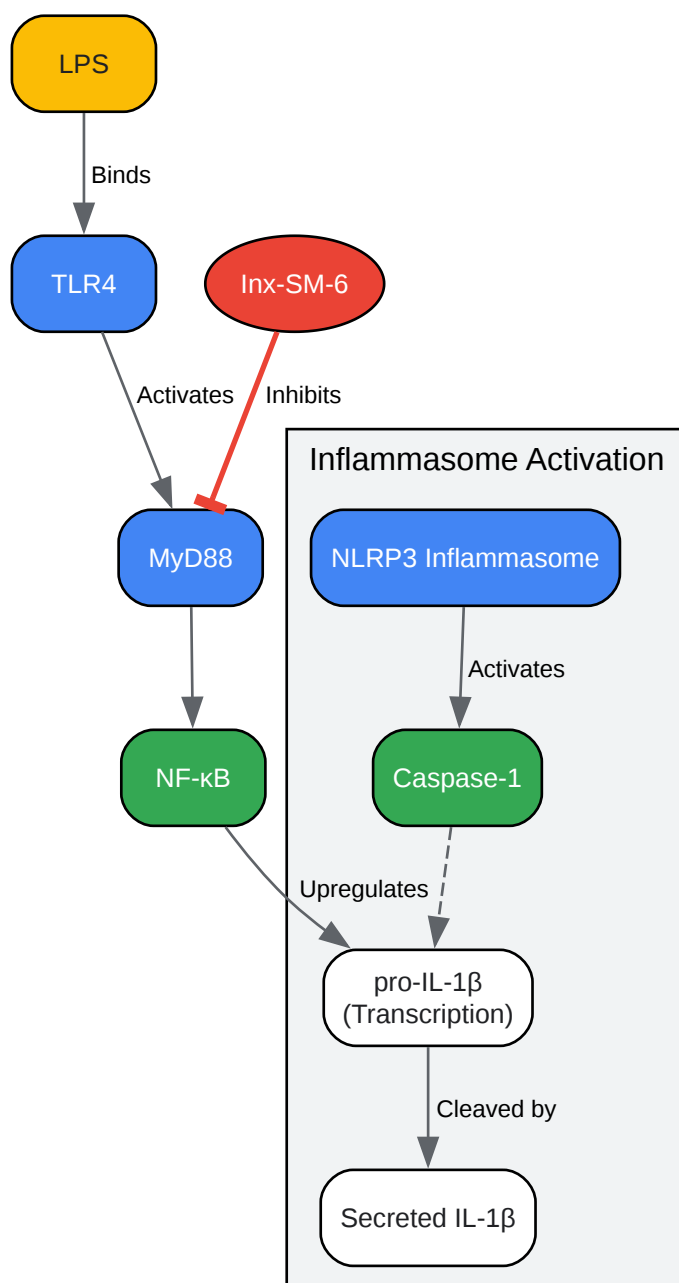 LPS
Binds
TLR4
Inx-SM-6
Activates
Inhibits
Inflammasome Activation
MyD88
NLRP3 Inflammasome
Activates
NF-κB
Caspase-1
Upregulates
pro-IL-1β
(Transcription)
Cleaved by
Secreted IL-1β